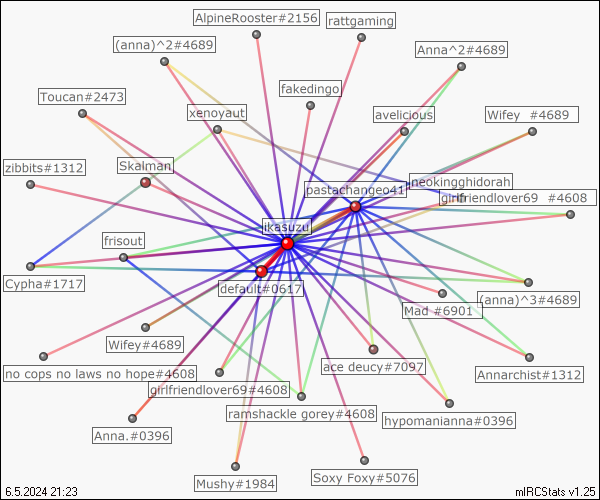 AlpineRooster#2156
rattgaming
(anna)^2#4689
Anna^2#4689
fakedingo
Toucan#2473
xenoyaut
avelicious
Wifey #4689
zibbits#1312
Skaiman
pastachangeo41
neokingghidorah
girlfriendlover69 #4608
ikasuzu
frisout
Cypha#1717
default#0617
(anna)^3#4689
Mad #6901
Wifey#4689
no cops no laws no hope#4608
ace deucy#7097
Annarchist#1312
girlfriendlover69#4608
ramshackle gorey#4608
hypomanianna#0396
Anna.#0396
Mushy#1984
Soxy Foxy#5076
6.5.2024 21:23
mIRCStats v1.25